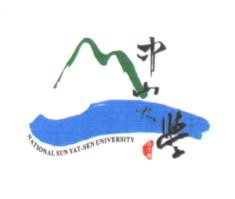 中山大學
NATIONAL SUN YAT-SEN UNIVERSITY